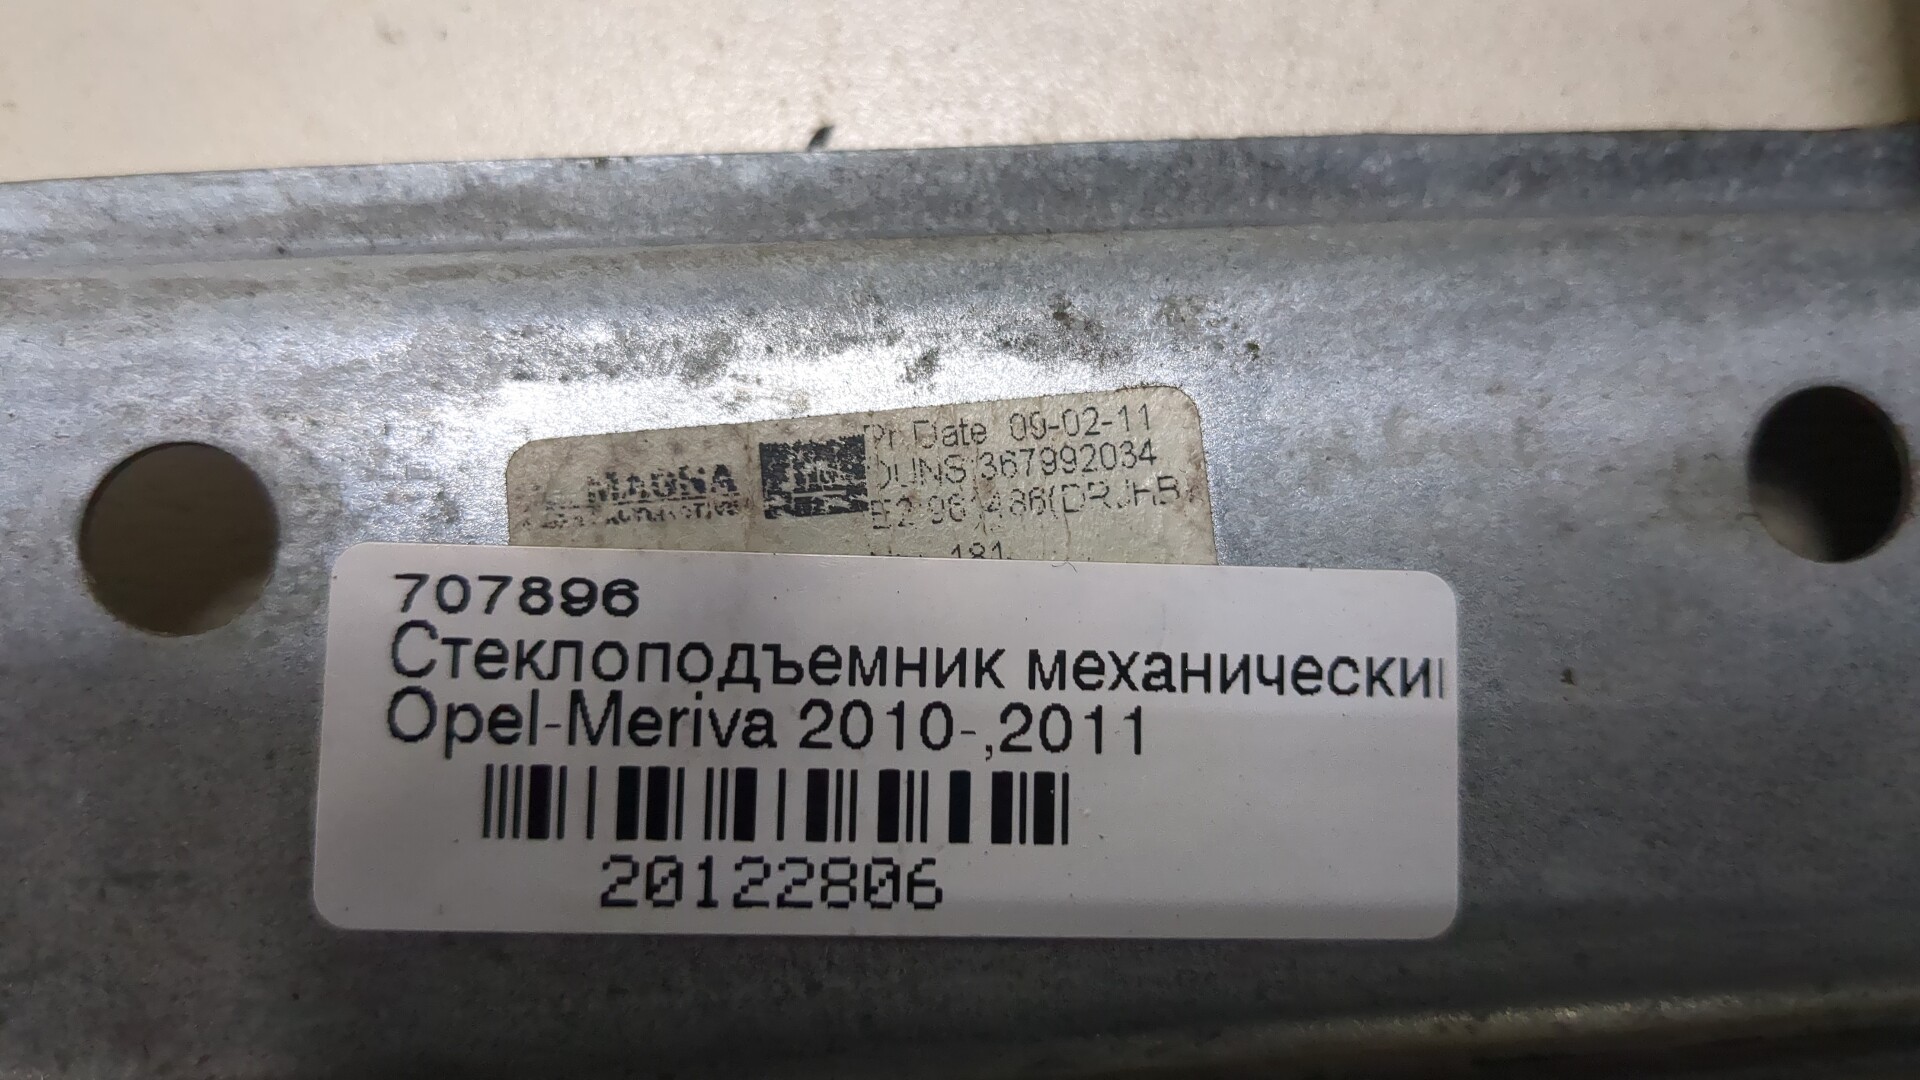 MAGNA
Pr Date 09-02-11
DUNS 367992034
181
707896
Стеклоподъемник механически
Opel-Meriva 2010-,2011
20122806